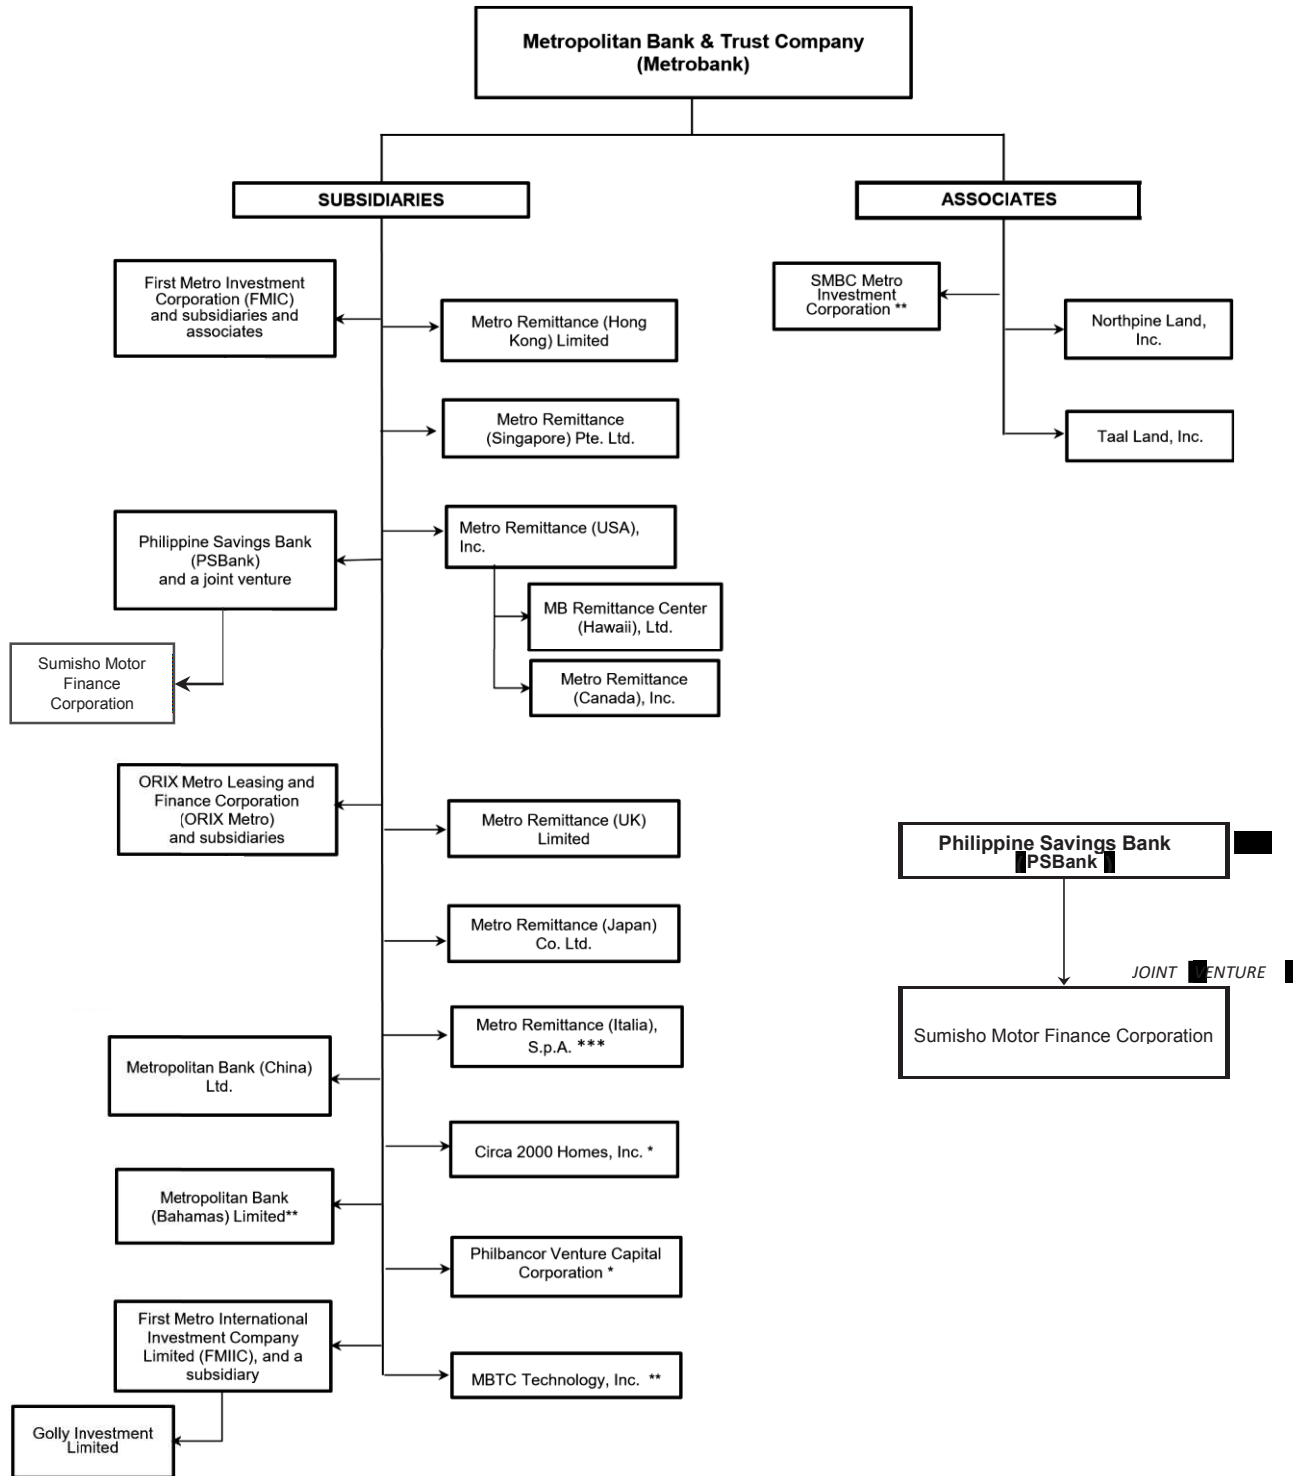 Metropolitan Bank & Trust Company
(Metrobank)
SUBSIDIARIES
ASSOCIATES
First Metro Investment
Corporation (FMIC)
and subsidiaries and
associates
Metro Remittance (Hong
Kong) Limited
SMBC Metro
Investment
Corporation **
Northpine Land,
Inc.
Metro Remittance
(Singapore) Pte. Ltd.
Taal Land, Inc.
Philippine Savings Bank
(PSBank)
and a joint venture
Metro Remittance (USA),
Inc.
MB Remittance Center
(Hawaii), Ltd.
Sumisho Motor
Finance
Corporation
Metro Remittance
(Canada), Inc.
ORIX Metro Leasing and
Finance Corporation
(ORIX Metro)
and subsidiaries
Metro Remittance (UK)
Limited
Philippine Savings Bank
(PSBank )
Metro Remittance (Japan)
Co. Ltd.
JOINT VENTURE
Sumisho Motor Finance Corporation
Metro Remittance (Italia),
S.p.A. ***
Metropolitan Bank (China)
Ltd.
Circa 2000 Homes, Inc. *
Metropolitan Bank
(Bahamas) Limited**
Philbancor Venture Capital
Corporation *
First Metro International
Investment Company
Limited (FMIIC), and a
subsidiary
MBTC Technology, Inc. **
Golly Investment
Limited